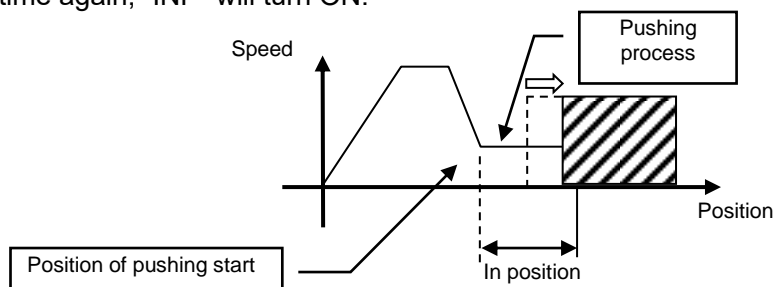 time again, "INP" will turn ON.
Pushing
process
Speed
Position
Position of pushing start
In position